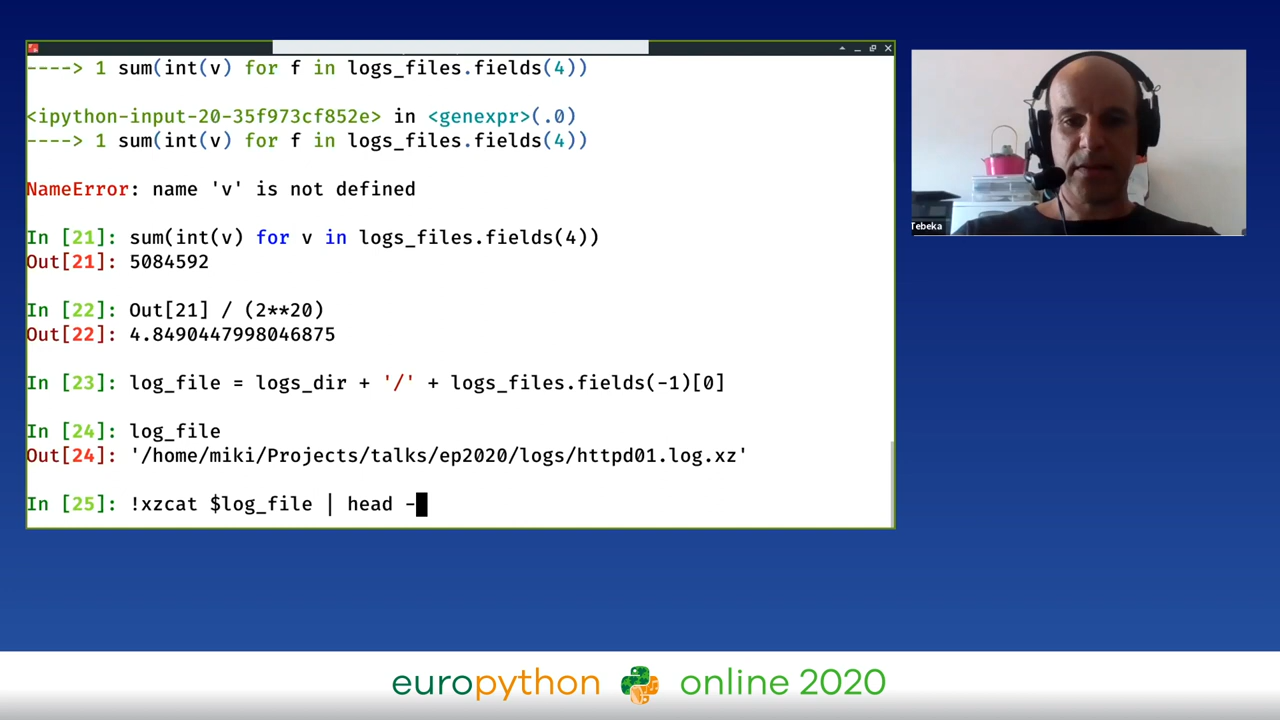 ----> 1 sum(int(v) for f in logs_files.fields(4))
<ipython-input-20-35f973cf852e> in <genexpr>(.0)
----> 1 sum(int(v) for f in logs_files.fields(4))
NameError: name 'v' is not defined
In [21]: sum(int(v) for v in logs_files.fields(4))
Out[21]: 5084592
In [22]: Out[21] / (2**20)
Out[22]: 4.8490447998046875
In [23]: log_file = logs_dir + '/' + logs_files.fields(-1)[0]
In [24]: log_file
Out[24]: '/home/miki/Projects/talks/ep2020/logs/httpd01.log.xz'
In [25]: !xzcat $log_file | head -
Tebeka
europython online 2020